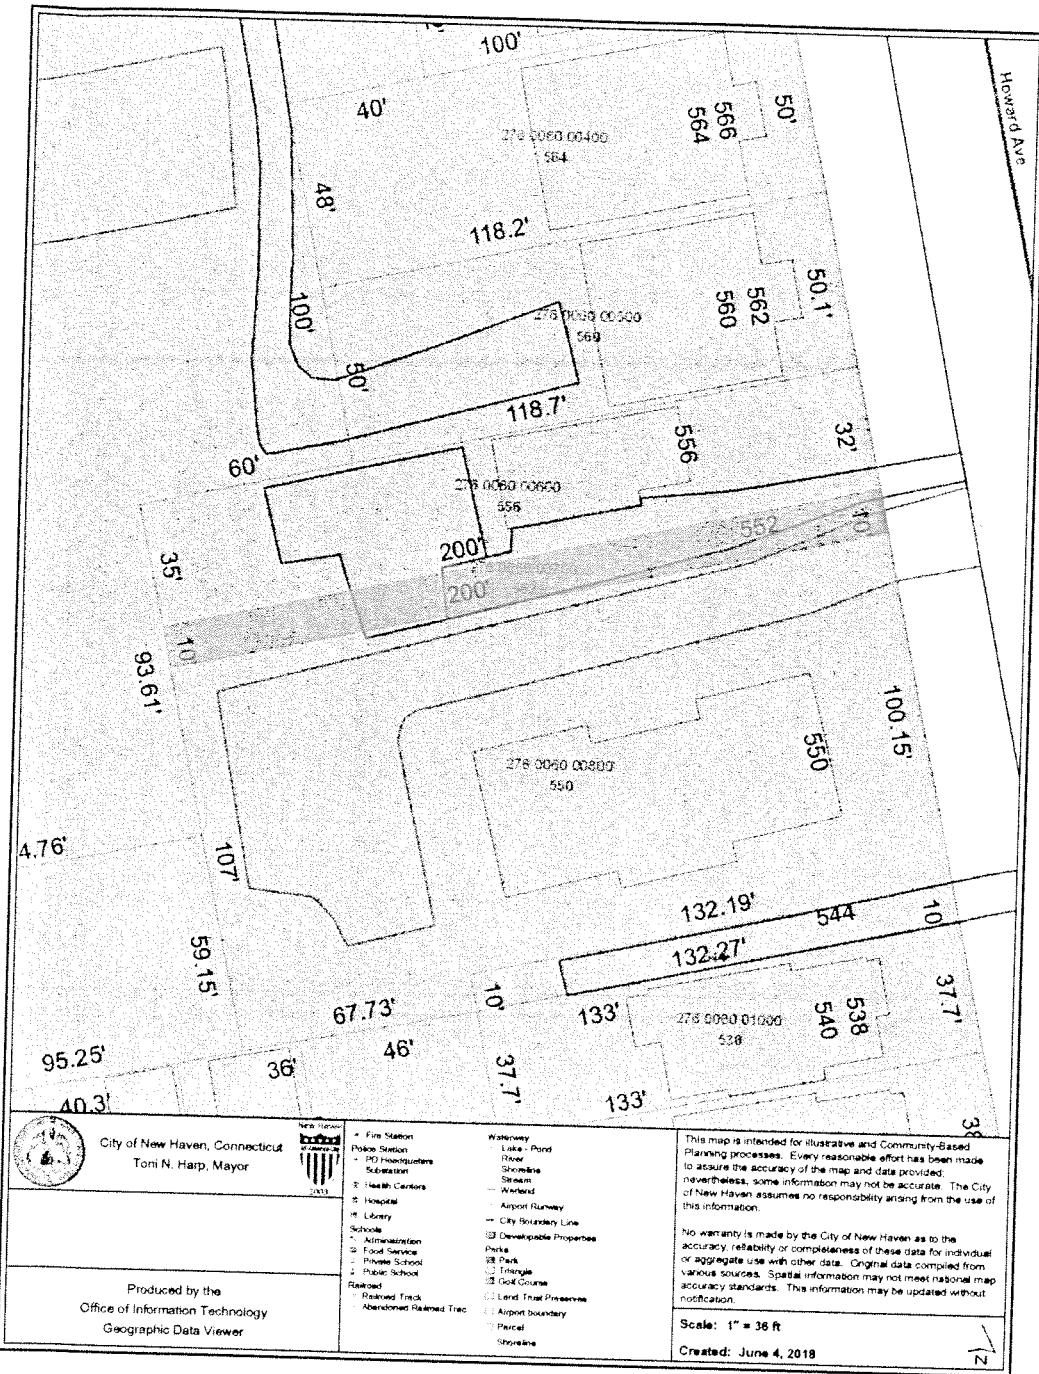 100'
Howard Ave
40'
50'
566
564
276 0060 00400
564
48'
118.2'
50.1'
562
560
100'
276 0060 00500
560
50'
118.7'
32'
556
60'
276 0060 00600
556
200'
552
10
35'
200'
10
93.61'
100.15'
550
276 0060 00800
550
4.76'
107'
132.19'
544
10
59.15'
132.27'
10'
37.7'
67.73'
133'
276 0060 01000
538
538
540
95.25'
46'
36'
37.7'
40.3'
133'
38
City of New Haven, Connecticut
Toni N. Harp, Mayor
New Haven
2003
Produced by the
Office of Information Technology
Geographic Data Viewer
Fire Station
Police Station
PD Headquarters
Substation
Health Centers
Hospital
Library
Schools
Administration
Food Service
Private School
Public School
Railroad
Railroad Track
Abandoned Railroad Trac
Waterway
Lake - Pond
River
Shoreline
Stream
Wetland
Airport Runway
City Boundary Line
Developable Properties
Parks
Park
Triangle
Golf Course
Land Trust Preserves
Airport boundary
Parcel
Shoreline
This map is intended for illustrative and Community-Based
Planning processes. Every reasonable effort has been made
to assure the accuracy of the map and data provided;
nevertheless, some information may not be accurate. The City
of New Haven assumes no responsibility arising from the use of
this information.
No warranty is made by the City of New Haven as to the
accuracy, reliability or completeness of these data for individual
or aggregate use with other data. Original data compiled from
various sources. Spatial information may not meet national map
accuracy standards. This information may be updated without
notification.
Scale: 1" = 36 ft
Created: June 4, 2018
N